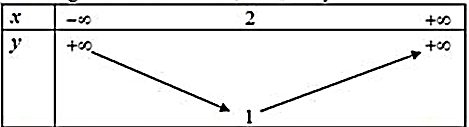 x −∞ 2 +∞
y +∞ +∞
1